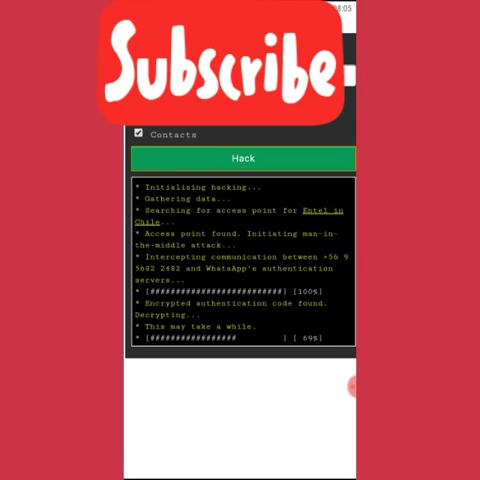 8:05
Subscribe
Contacts
Hack
* Initializing hacking...
* Gathering data...
* Searching for access point for Entel in
Chile...
* Access point found. Initiating man-in-
the-middle attack...
* Intercepting communication between +56 9
5682 2482 and WhatsApp's authentication
servers...
* [##########################] [100%]
* Encrypted authentication code found.
Decrypting...
* This may take a while.
* [################# ] [ 69%]